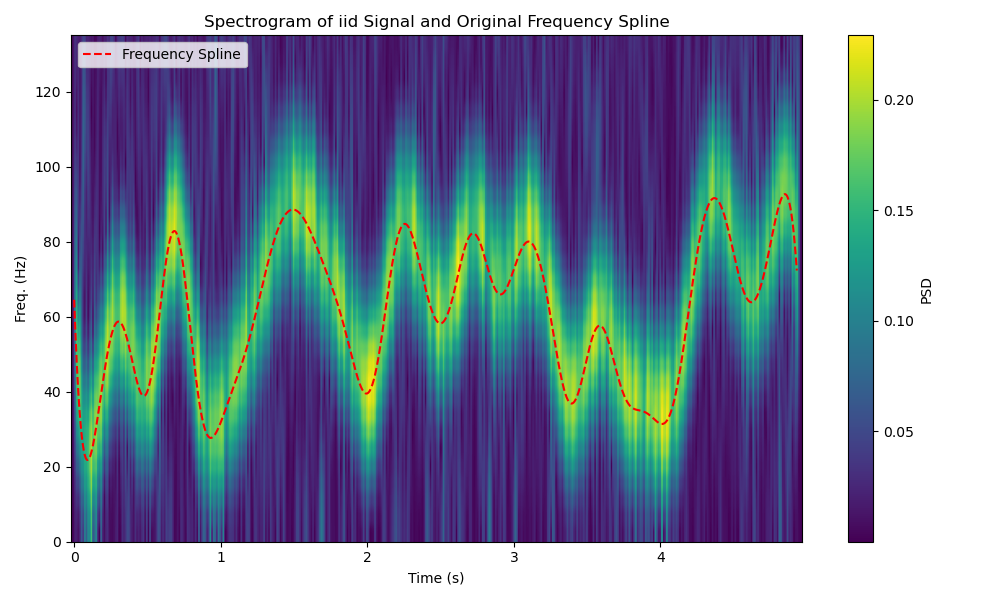 Spectrogram of iid Signal and Original Frequency Spline
Frequency Spline
120
100
80
60
40
20
0
Freq. (Hz)
0 1 2 3 4
Time (s)
0.20
0.15
0.10
0.05
PSD